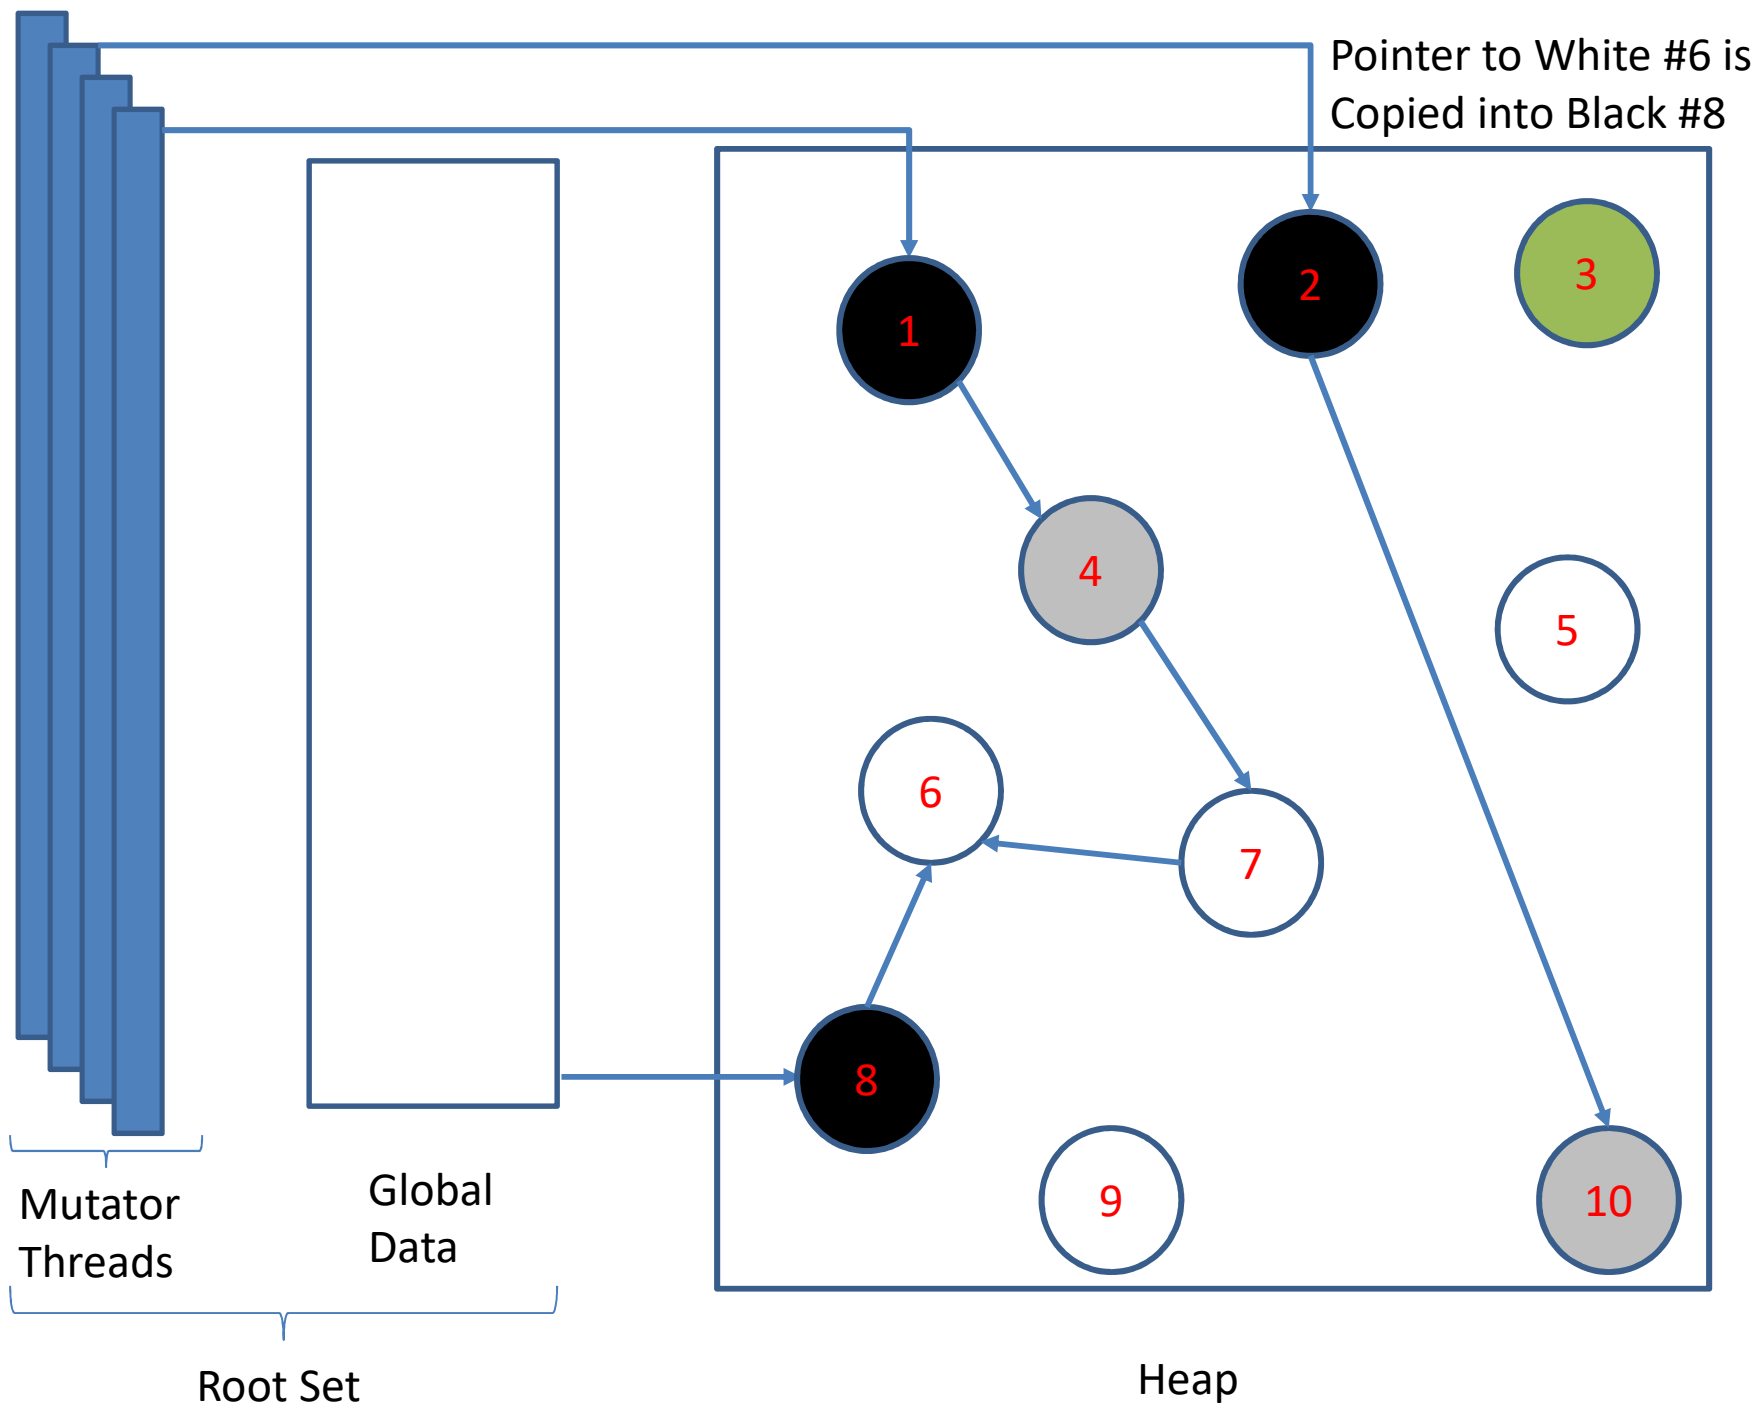 Pointer to White #6 is
Copied into Black #8
1
2
3
4
5
6
7
8
9
10
Mutator
Threads
Global
Data
Root Set
Heap